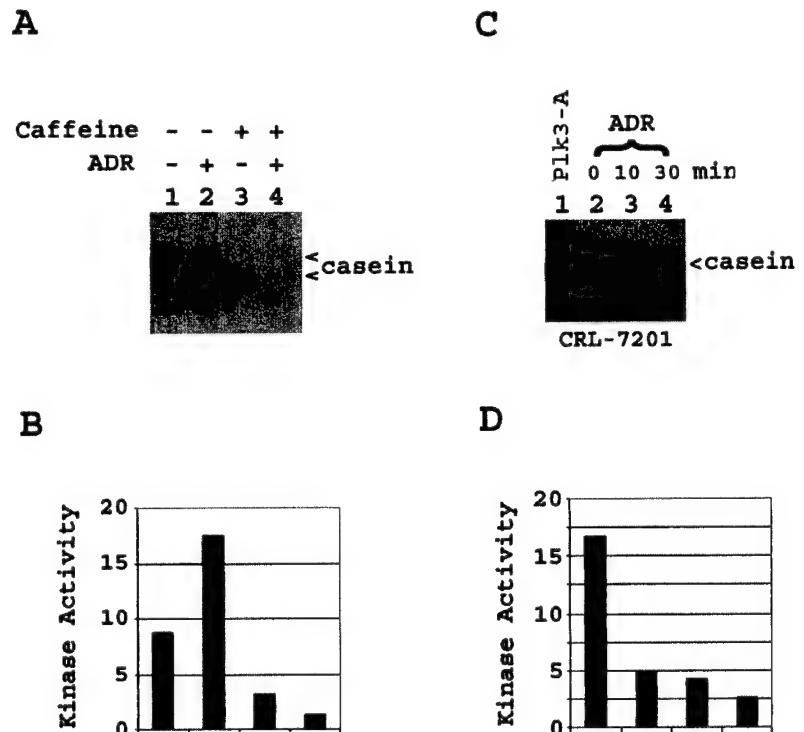 A
Caffeine - - + +
ADR - + - +
1 2 3 4
<
< casein
C
Plk3-A
ADR
0 10 30 min
1 2 3 4
<casein
CRL-7201
B
Kinase Activity
20
15
10
5
0
D
Kinase Activity
20
15
10
5
0